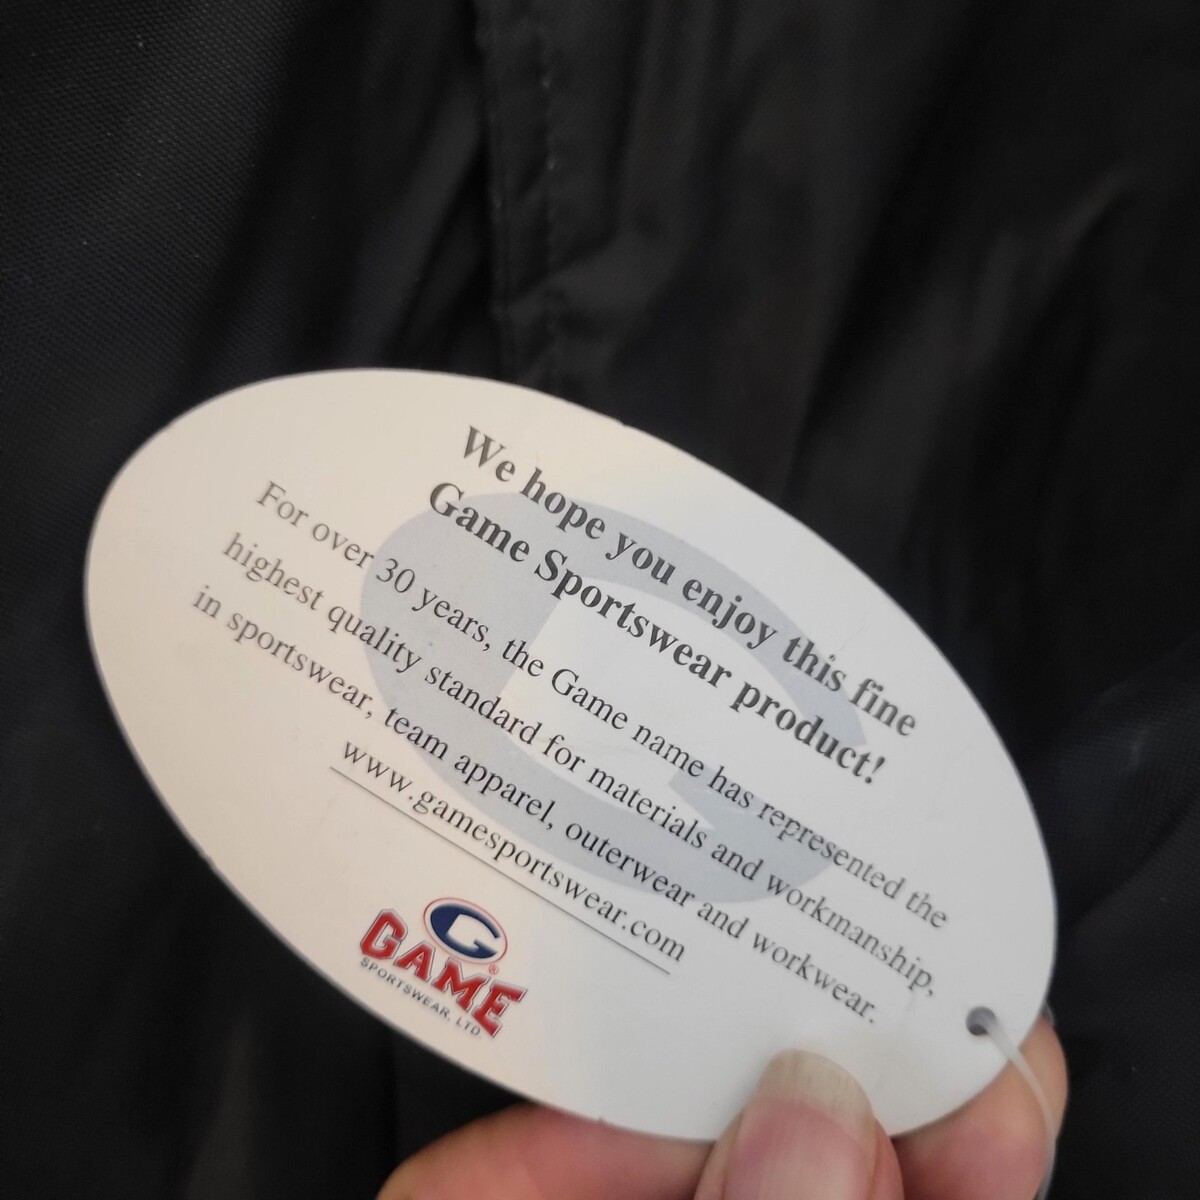 We hope you enjoy this fine
Game Sportswear product!
For over 30 years, the Game name has represented the
highest quality standard for materials and workmanship,
in sportswear, team apparel, outerwear and workwear.
www.gamesportswear.com
G
GAME®
SPORTSWEAR, LTD.